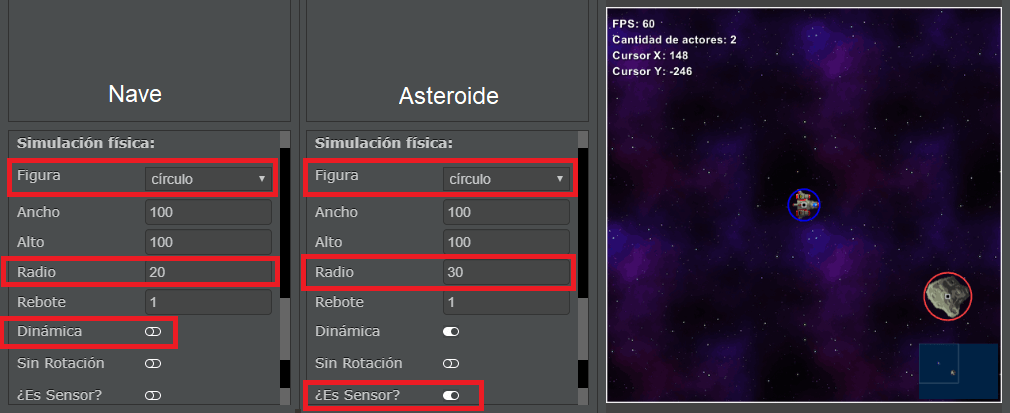 Nave
Simulación física:
Figura círculo
Ancho 100
Alto 100
Radio 20
Rebote 1
Dinámica
Sin Rotación
¿Es Sensor?
Asteroide
Simulación física:
Figura círculo
Ancho 100
Alto 100
Radio 30
Rebote 1
Dinámica
Sin Rotación
¿Es Sensor?
FPS: 60
Cantidad de actores: 2
Cursor X: 148
Cursor Y: -246